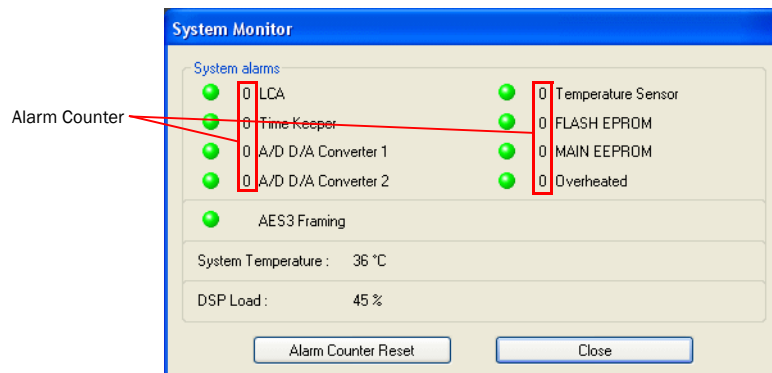 System Monitor
System alarms
0 LCA
0 Temperature Sensor
Alarm Counter
0 Time Keeper
0 FLASH EPROM
0 A/D D/A Converter 1
0 MAIN EEPROM
0 A/D D/A Converter 2
0 Overheated
AES3 Framing
System Temperature : 36 °C
DSP Load : 45 %
Alarm Counter Reset
Close